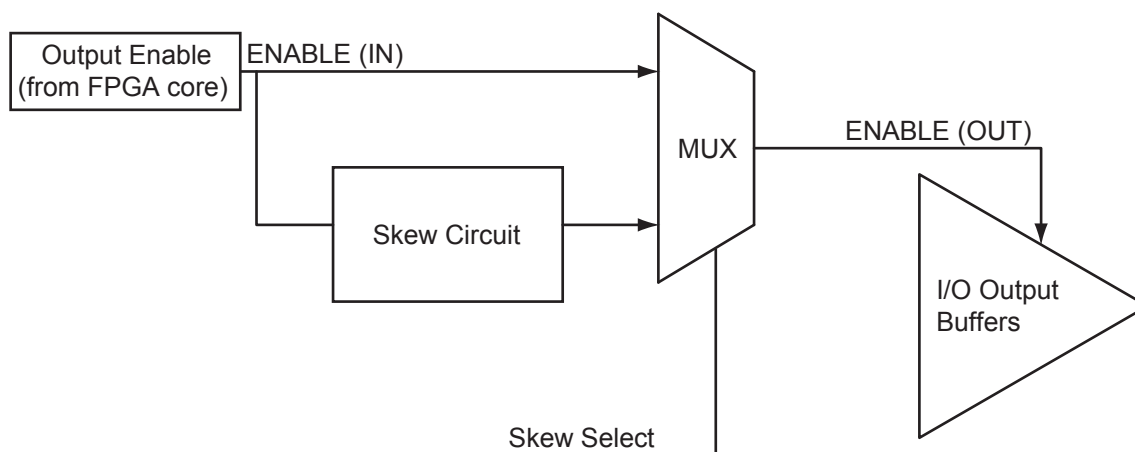 Output Enable
(from FPGA core)
ENABLE (IN)
MUX
ENABLE (OUT)
Skew Circuit
I/O Output
Buffers
Skew Select